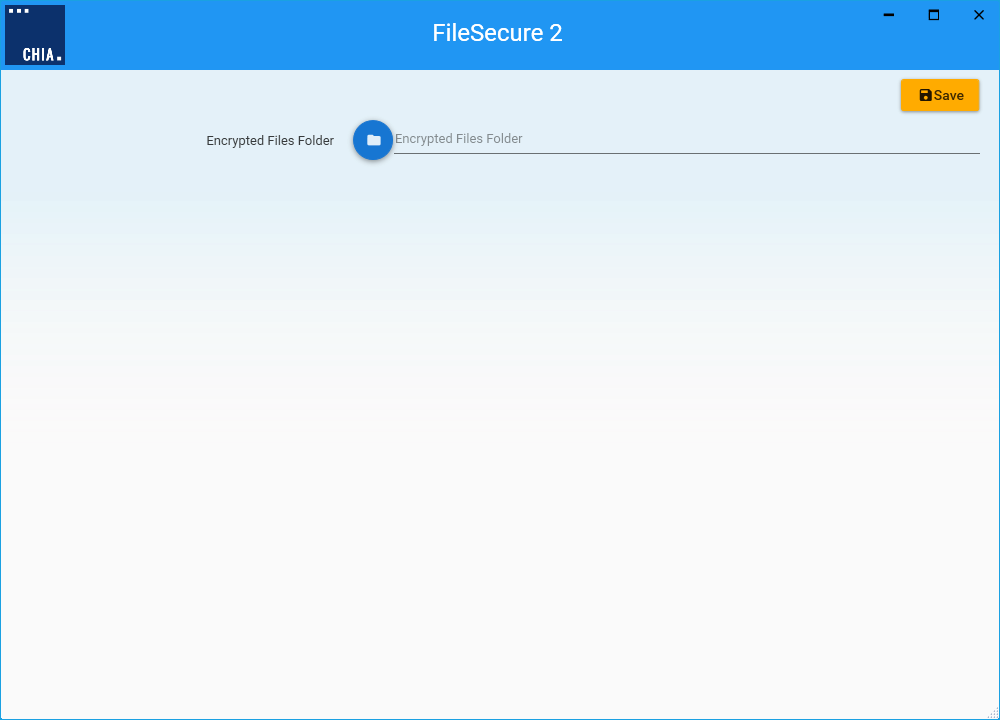 FileSecure 2
CHIA.
Save
Encrypted Files Folder
Encrypted Files Folder